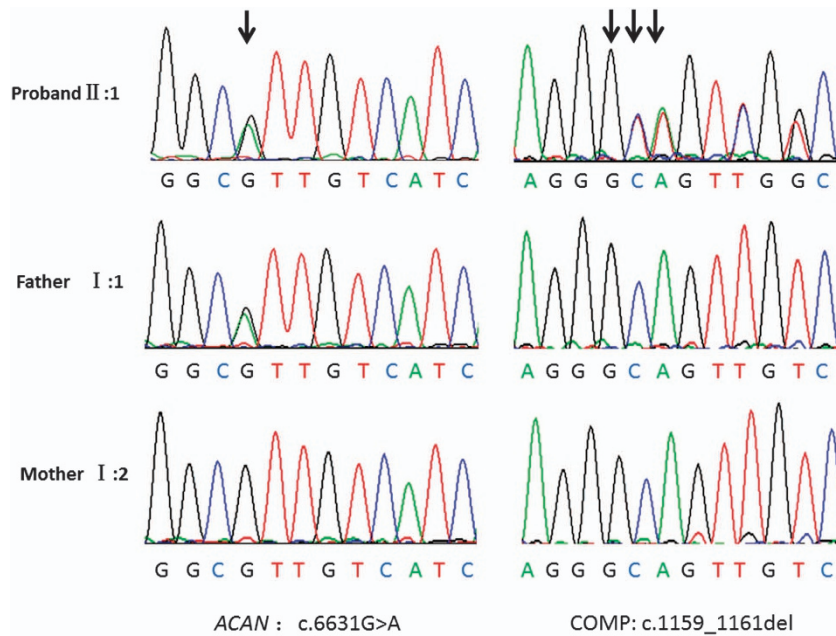 Proband II:1
G G C G T T G T C A T C
A G G G C A G T T G G C
Father I:1
G G C G T T G T C A T C
A G G G C A G T T G T C
Mother I:2
G G C G T T G T C A T C
A G G G C A G T T G T C
ACAN : c.6631G>A
COMP: c.1159_1161del